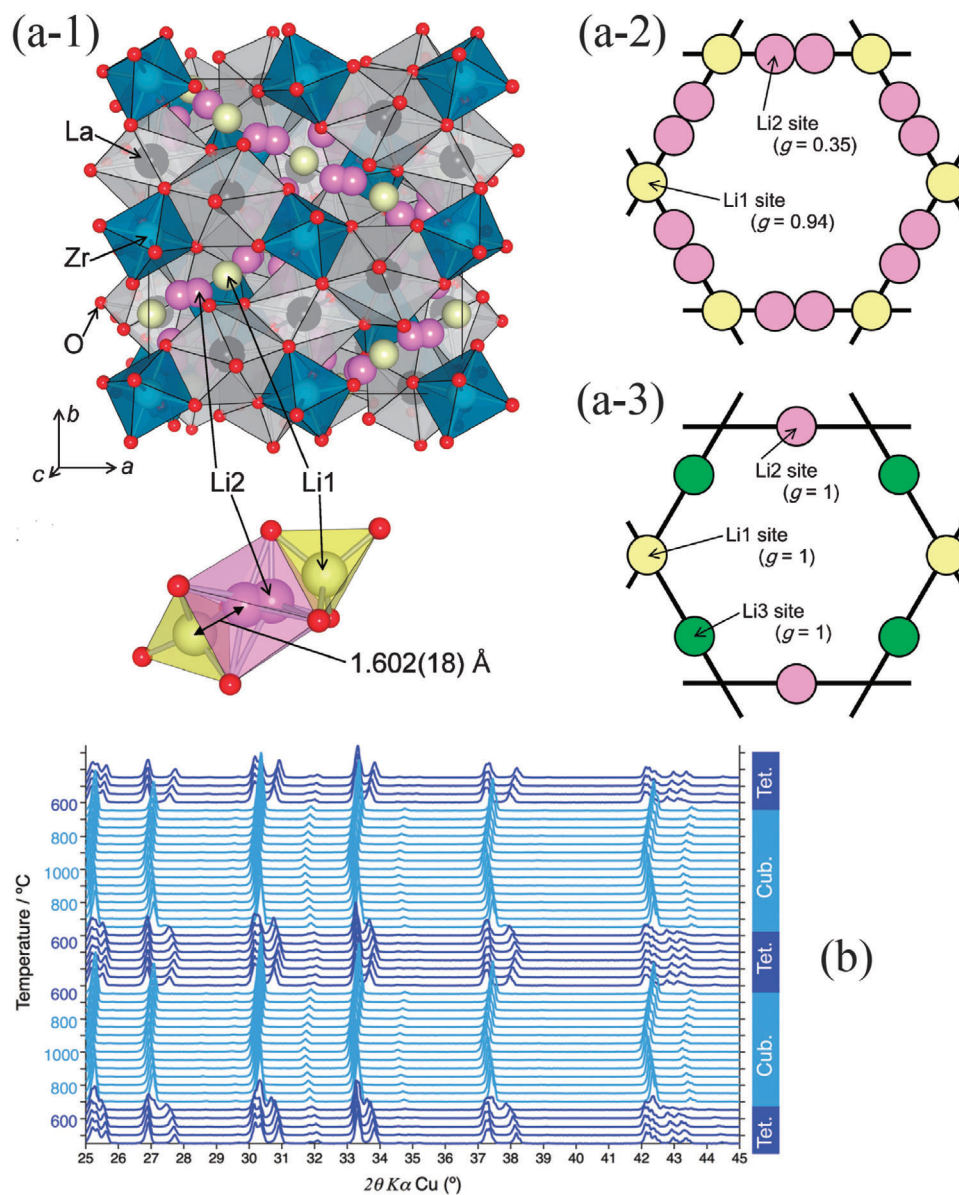 (a-1)
La
Zr
O
b
c
a
Li2
Li1
1.602(18) Å
(a-2)
Li2 site
(g = 0.35)
Li1 site
(g = 0.94)
(a-3)
Li2 site
(g = 1)
Li1 site
(g = 1)
Li3 site
(g = 1)
Temperature / ºC
600
800
1000
800
600
600
800
1000
800
600
25 26 27 28 29 30 31 32 33 34 35 36 37 38 39 40 41 42 43 44 45
2θ Kα Cu (º)
Tet.
Cub.
Tet.
Cub.
Tet.
(b)